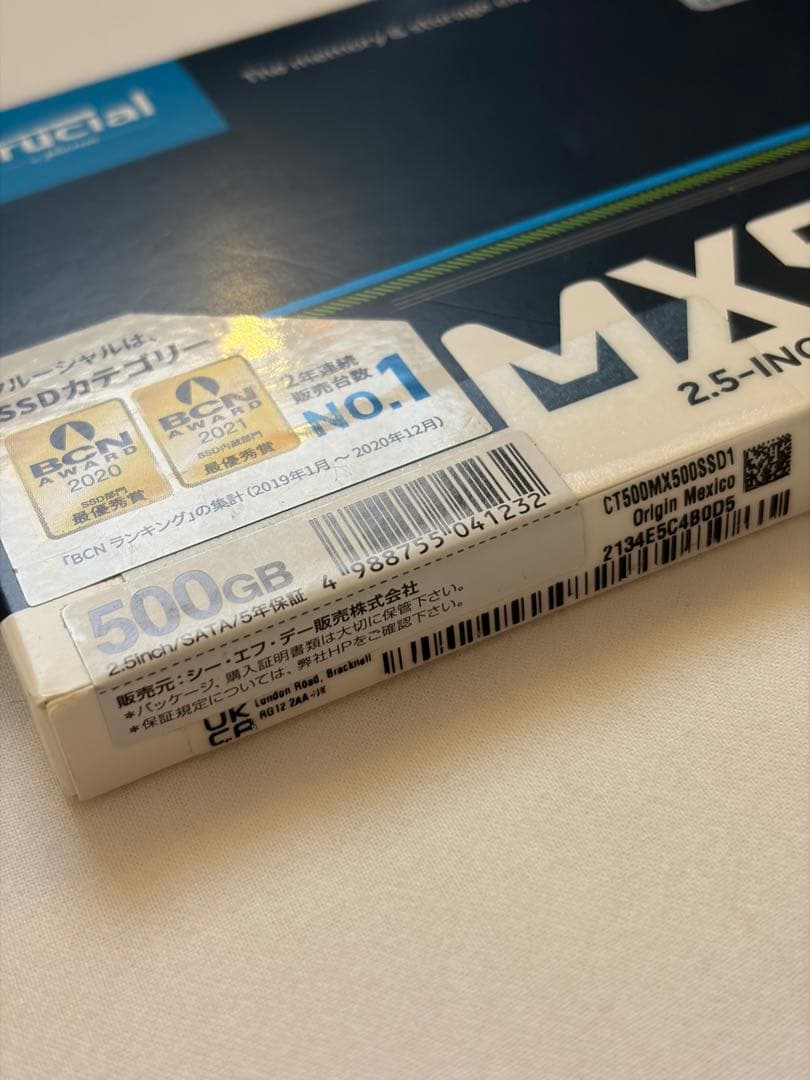 The memory & storage
crucial
MX5
2.5-INC
クルーシャルは、
SSDカテゴリー
2年連続
販売台数
No.1
BCN
AWARD
2020
SSD部門
最優秀賞
BCN
AWARD
2021
SSD内蔵部門
最優秀賞
「BCN ランキング」の集計(2019年1月〜2020年12月)
4 988755 041232
500GB
2.5inch/SATA/5年保証
販売元:シー・エフ・デー販売株式会社
*パッケージ、購入証明書類は大切に保管下さい。
*保証規定については、弊社HPをご確認下さい。
CT500MX500SSD1
Origin Mexico
2134E5C4B0D5
UK
CA
London Road, Bracknell
RG12 2AA